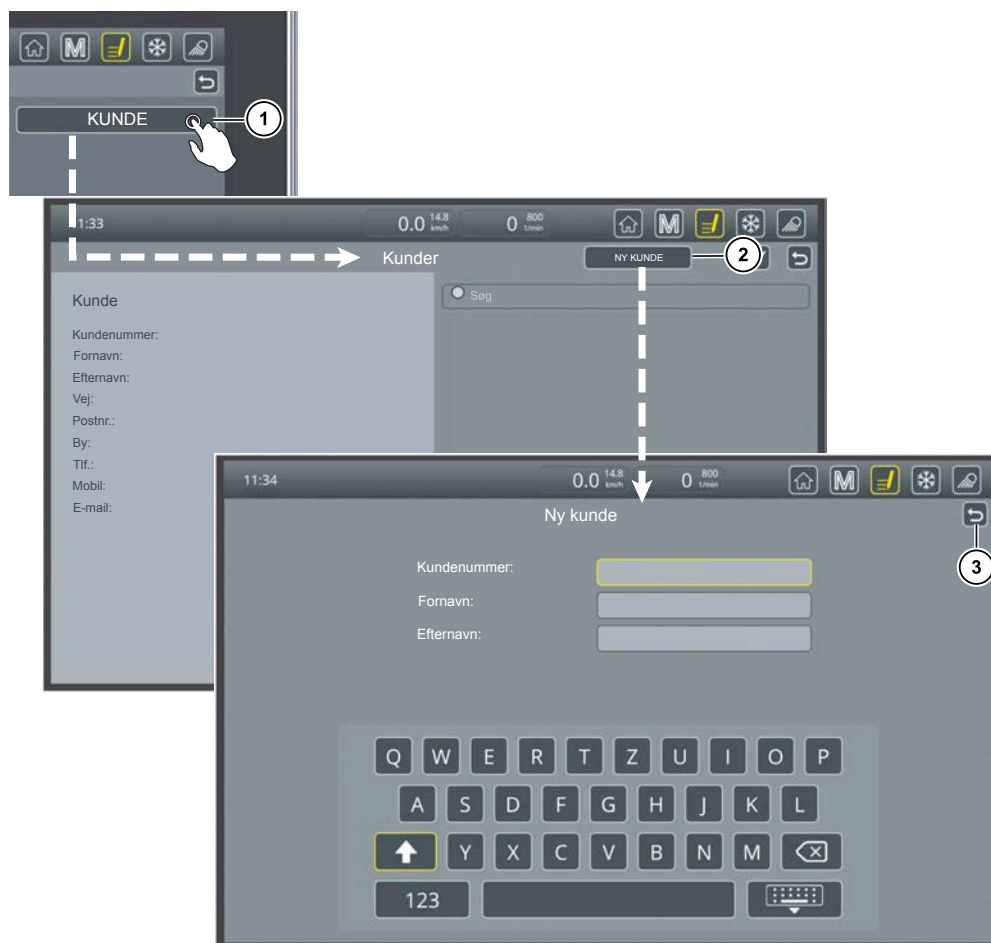 M
KUNDE
1
1:33
0.0 14.8 km/h
0 800 1/min
M
Kunder
NY KUNDE
2
Kunde
Søg
Kundenummer:
Fornavn:
Efternavn:
Vej:
Postnr.:
By:
Tlf.:
Mobil:
E-mail:
11:34
0.0 14.8 km/h
0 800 1/min
M
Ny kunde
3
Kundenummer:
Fornavn:
Efternavn:
Q W E R T Z U I O P
A S D F G H J K L
Y X C V B N M
123